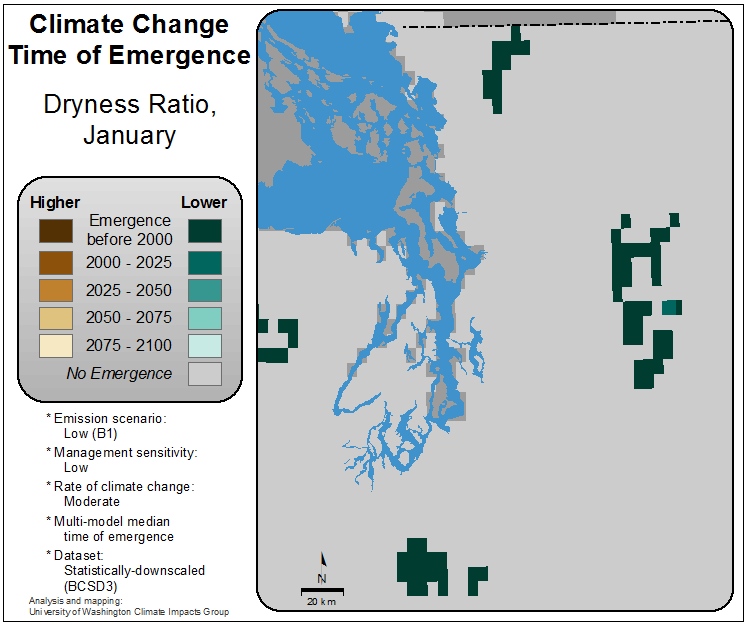 Climate Change
Time of Emergence
Dryness Ratio,
January
Higher Lower
Emergence
before 2000
2000 - 2025
2025 - 2050
2050 - 2075
2075 - 2100
No Emergence
* Emission scenario:
Low (B1)
* Management sensitivity:
Low
* Rate of climate change:
Moderate
* Multi-model median
time of emergence
* Dataset:
Statistically-downscaled
(BCSD3)
Analysis and mapping:
University of Washington Climate Impacts Group
N
20 km